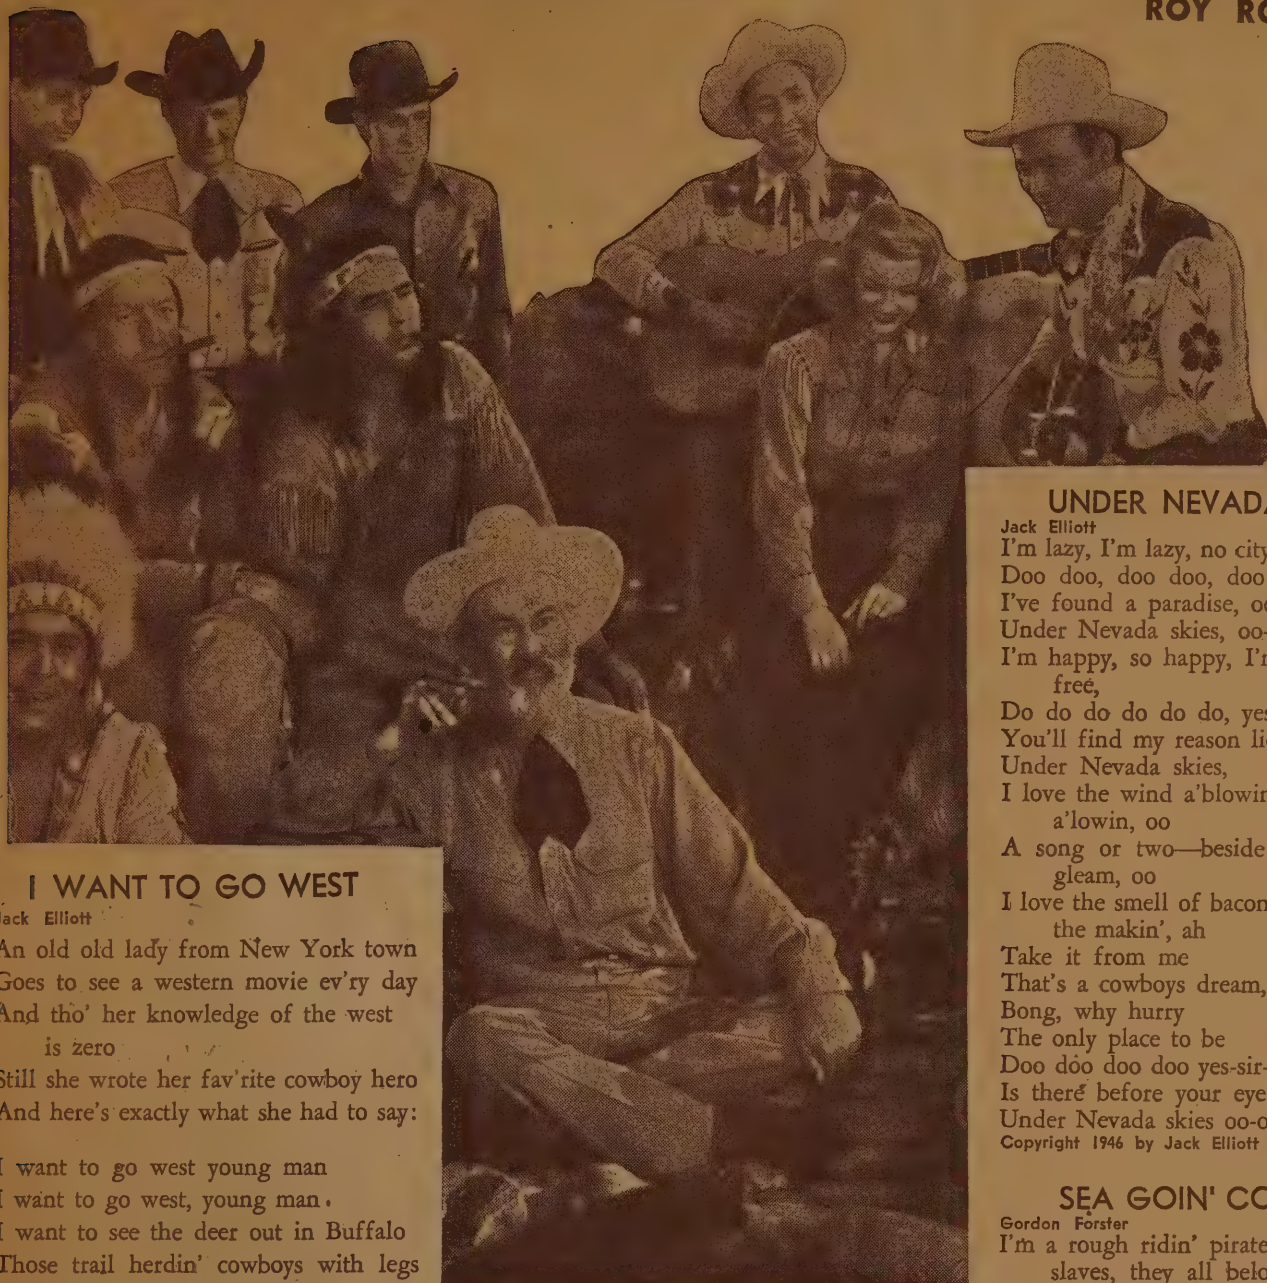 ROY
I WANT TO GO WEST
Jack Elliott
An old old lady from New York town
Goes to see a western movie ev'ry day
And tho' her knowledge of the west
is zero
Still she wrote her fav'rite cowboy hero
And here's exactly what she had to say:
I want to go west young man
I want to go west, young man.
I want to see the deer out in Buffalo
Those trail herdin' cowboys with legs
UNDER NEVADA
Jack Elliott
I'm lazy, I'm lazy, no city
Doo doo, doo doo, doo
I've found a paradise,
Under Nevada skies, oo-
I'm happy, so happy,
free,
Do do do do do do,
You'll find my reason
Under Nevada skies,
I love the wind
a'lowin, oo
A song or two—beside
gleam, oo
I love the smell of bacon
the makin', ah
Take it from me
That's a cowboys dream,
Bong, why hurry
The only place to be
Doo doo doo doo yes-sir-
Is there before your
Under Nevada skies
Copyright 1946 by Jack Elliott
SEA GOIN'
Gordon Forster
I'm a rough ridin' pirate
slaves, they all